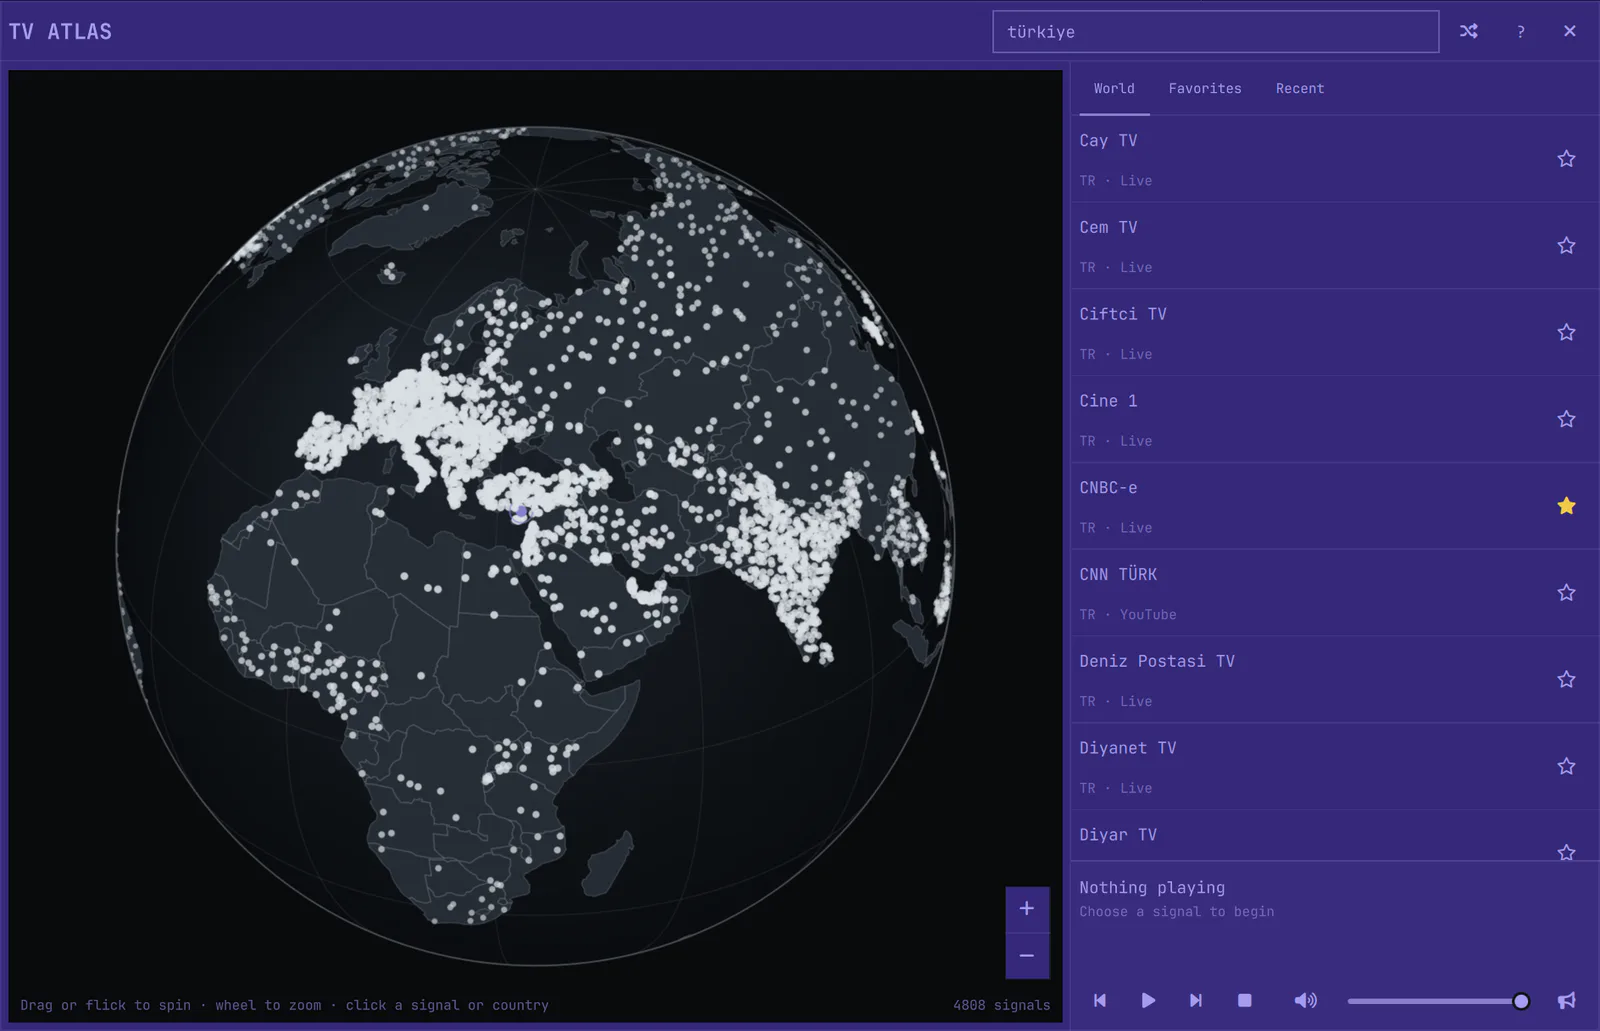 TV ATLAS
türkiye
?
World
Favorites
Recent
Cay TV
TR · Live
Cem TV
TR · Live
Ciftci TV
TR · Live
Cine 1
TR · Live
CNBC-e
TR · Live
CNN TÜRK
TR · YouTube
Deniz Postasi TV
TR · Live
Diyanet TV
TR · Live
Diyar TV
Nothing playing
Choose a signal to begin
Drag or flick to spin · wheel to zoom · click a signal or country
4808 signals